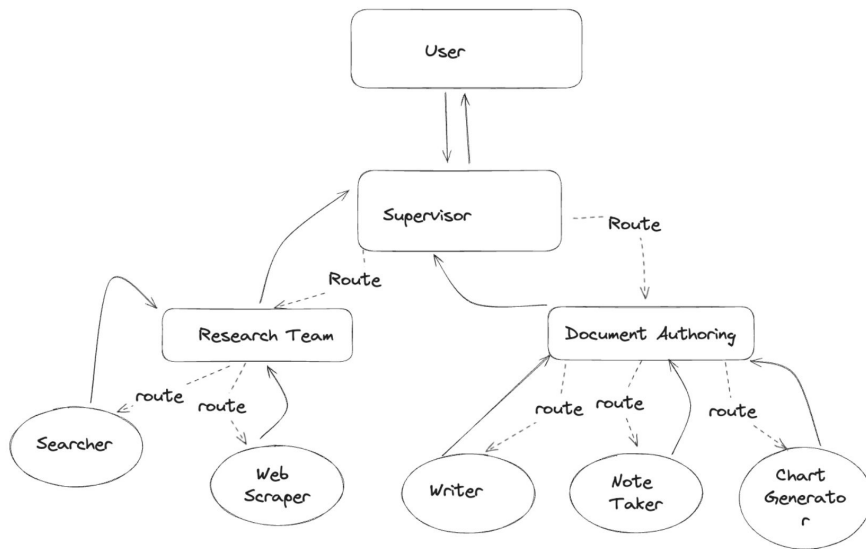 User
Supervisor
Route
Route
Research Team
Document Authoring
route
route
route
route
route
Searcher
Web
Scraper
Writer
Note
Taker
Chart
Generato
r